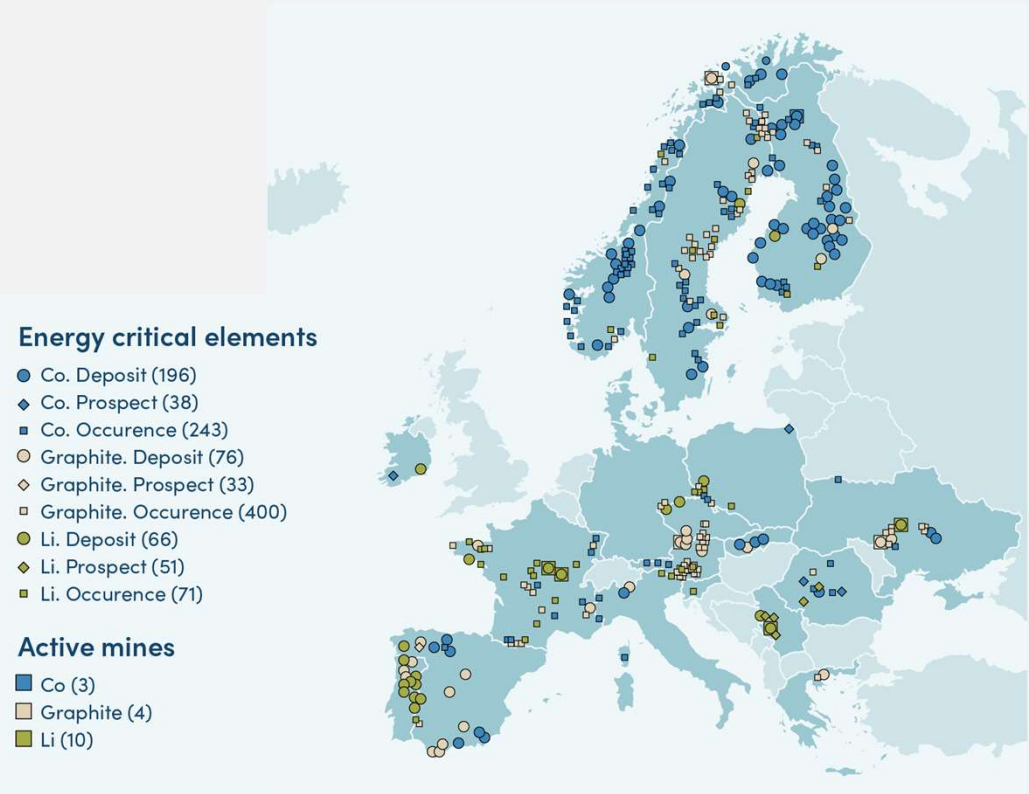 Energy critical elements
Co. Deposit (196)
Co. Prospect (38)
Co. Occurence (243)
Graphite. Deposit (76)
Graphite. Prospect (33)
Graphite. Occurence (400)
Li. Deposit (66)
Li. Prospect (51)
Li. Occurence (71)
Active mines
Co (3)
Graphite (4)
Li (10)